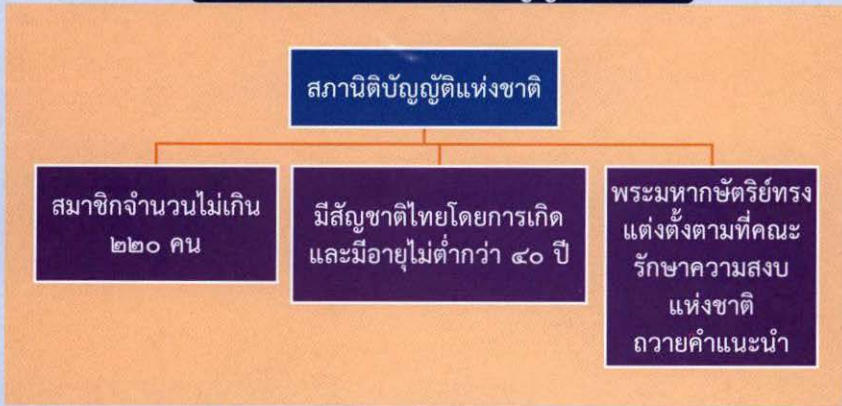 สภานิติบัญญัติแห่งชาติ
สมาชิกจำนวนไม่เกิน
๒๒๐ คน
มีสัญชาติไทยโดยการเกิด
และมีอายุไม่ต่ำกว่า ๔๐ ปี
พระมหากษัตริย์ทรง
แต่งตั้งตามที่คณะ
รักษาความสงบ
แห่งชาติ
ถวายคำแนะนำ